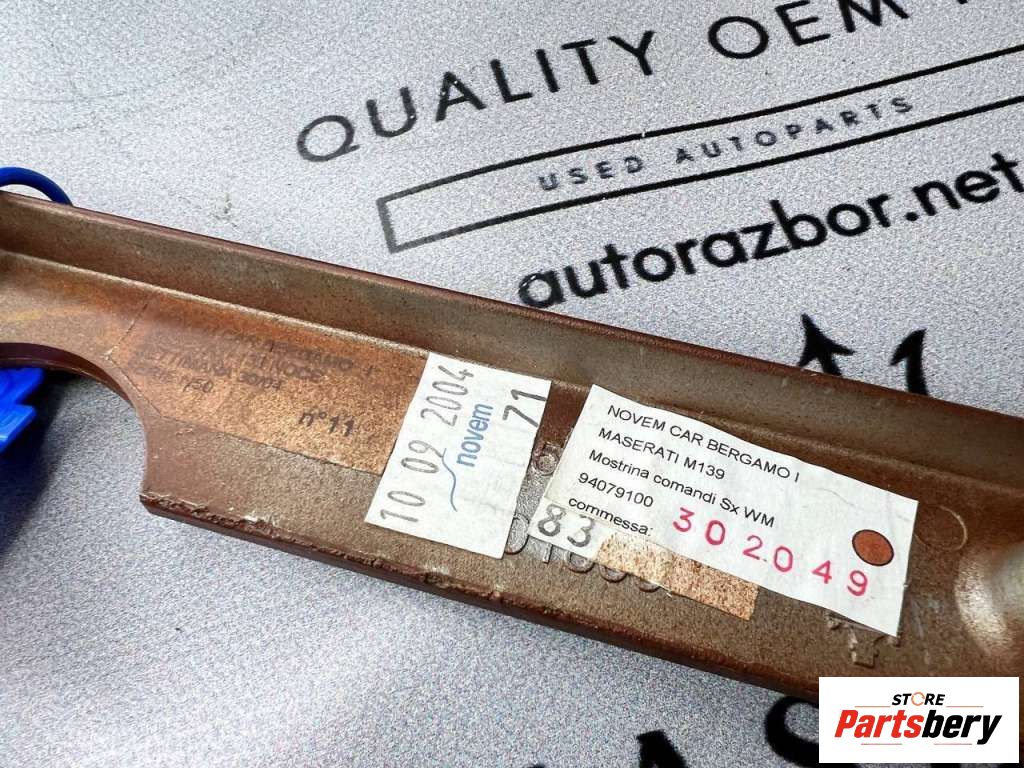 QUALITY OEM
USED AUTOPARTS
autorazbor.net
n°11
10 09 2004
novem
71
NOVEM CAR BERGAMO I
MASERATI M139
Mostrina comandi Sx WM
94079100
commessa: 302049
83
STORE
Partsbery